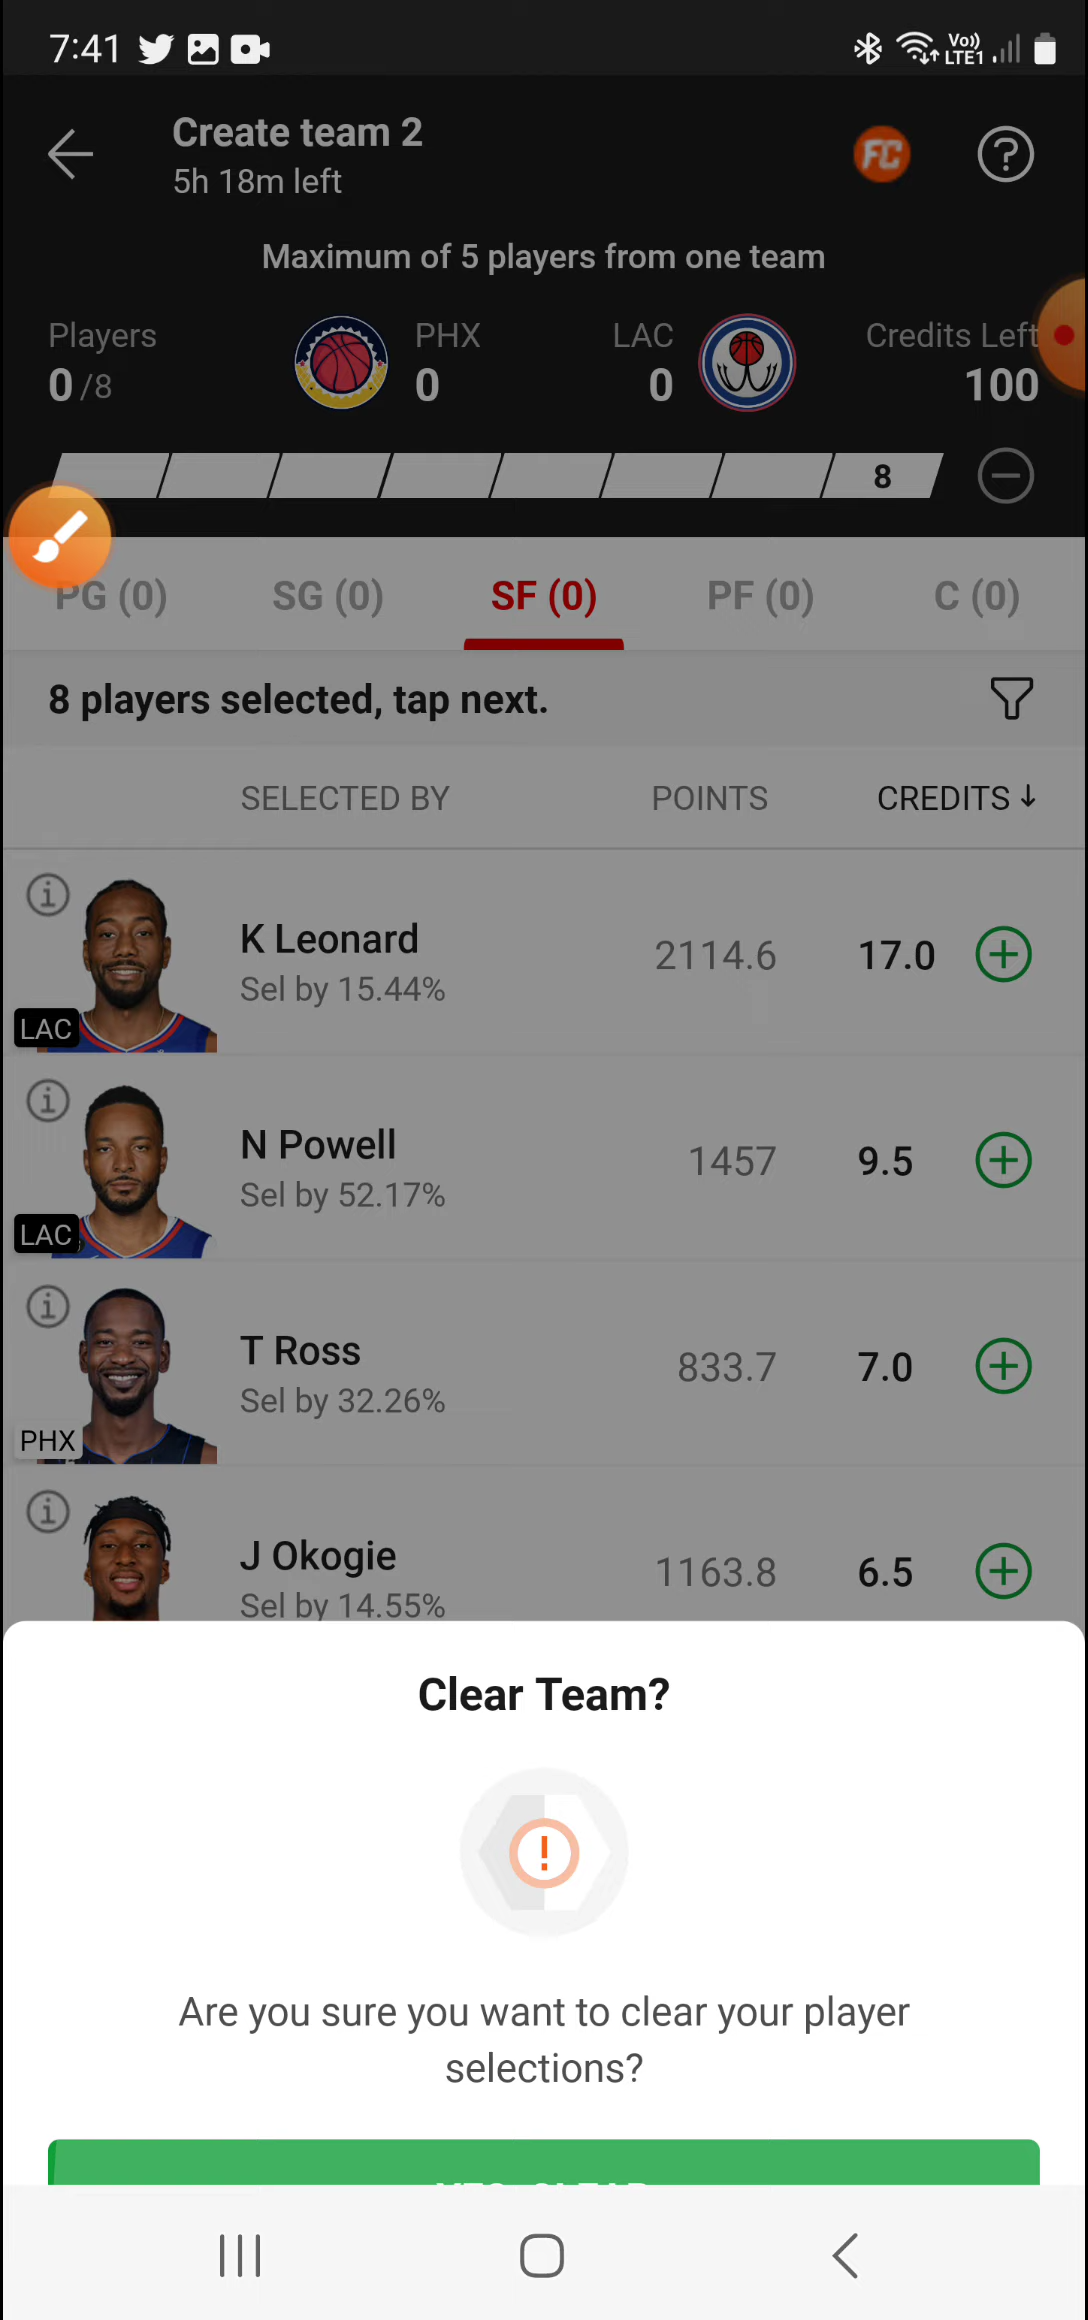 7:41
Vo))
LTE1
Create team 2
5h 18m left
FC
Maximum of 5 players from one team
Players
0 /8
PHX
0
LAC
0
Credits Left
100
8
PG (0)
SG (0)
SF (0)
PF (0)
C (0)
8 players selected, tap next.
SELECTED BY
POINTS
CREDITS ↓
K Leonard
Sel by 15.44%
2114.6
17.0
LAC
N Powell
Sel by 52.17%
1457
9.5
LAC
T Ross
Sel by 32.26%
833.7
7.0
PHX
J Okogie
Sel by 14.55%
1163.8
6.5
Clear Team?
Are you sure you want to clear your player
selections?